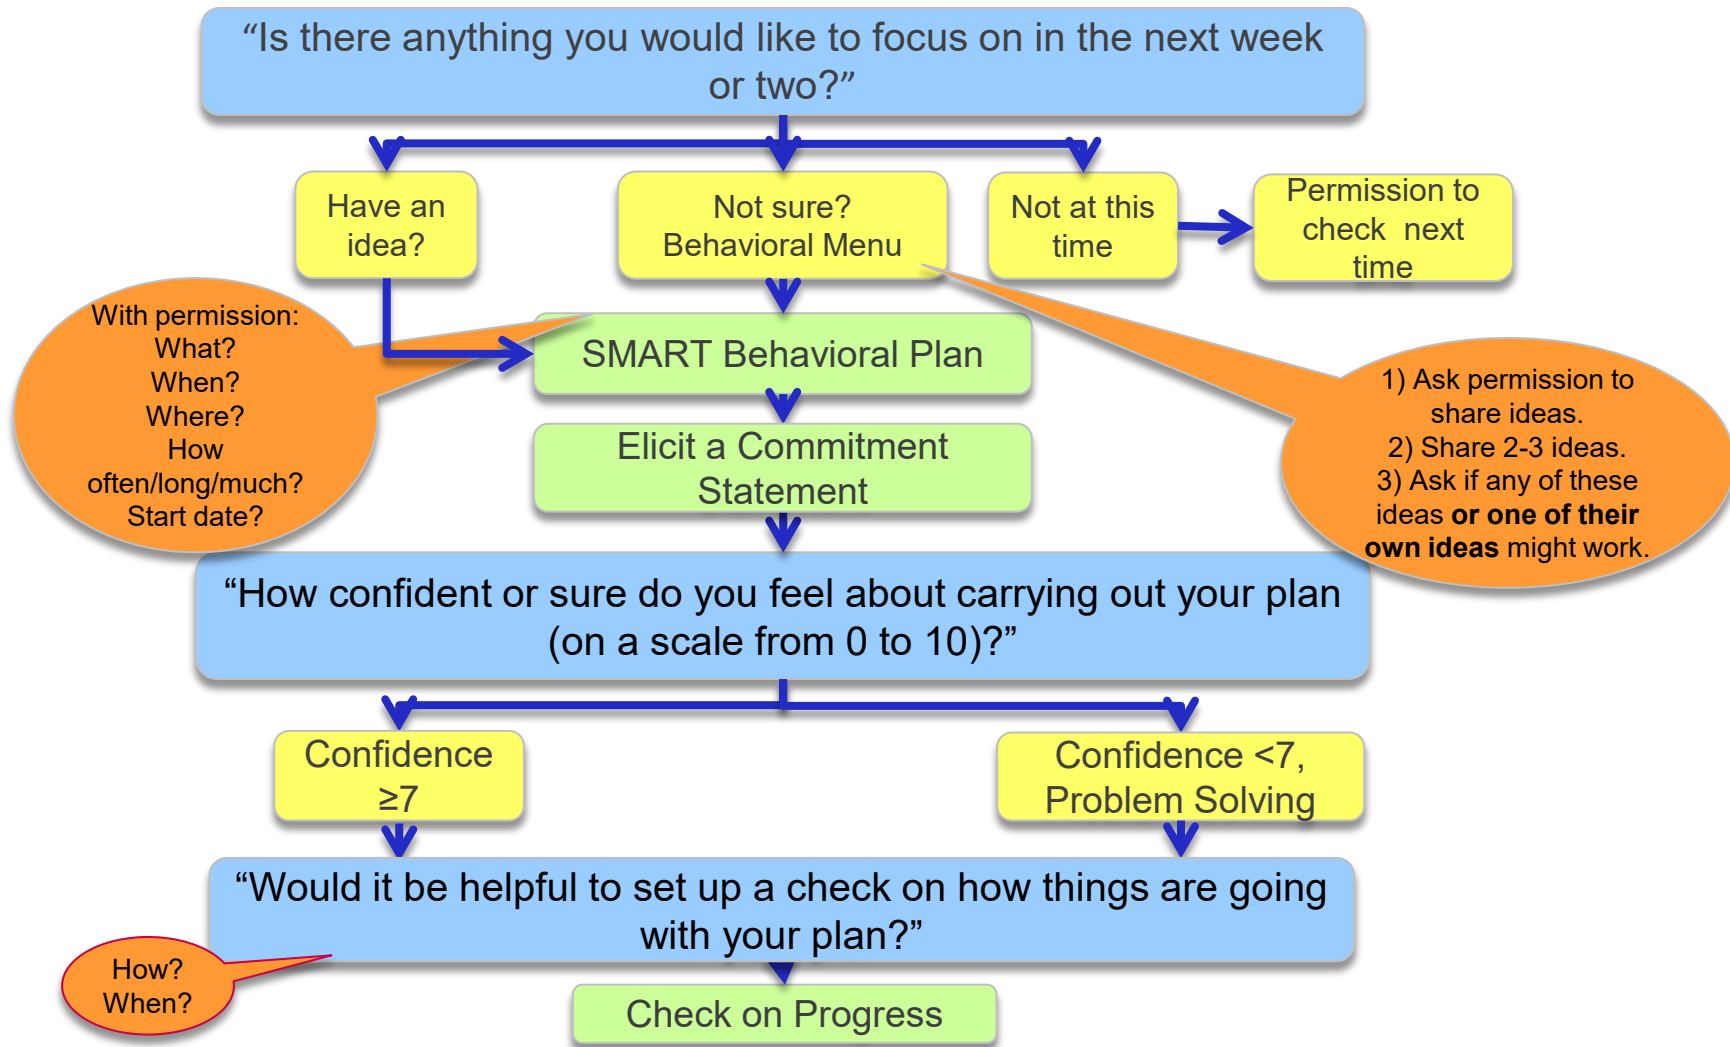 “Is there anything you would like to focus on in the next week
or two?”
Have an
idea?
Not sure?
Behavioral Menu
Not at this
time
Permission to
check next
time
With permission:
What?
When?
Where?
How
often/long/much?
Start date?
SMART Behavioral Plan
1) Ask permission to
share ideas.
2) Share 2-3 ideas.
3) Ask if any of these
ideas or one of their
own ideas might work.
Elicit a Commitment
Statement
“How confident or sure do you feel about carrying out your plan
(on a scale from 0 to 10)?”
Confidence
≥7
Confidence <7,
Problem Solving
“Would it be helpful to set up a check on how things are going
with your plan?”
How?
When?
Check on Progress